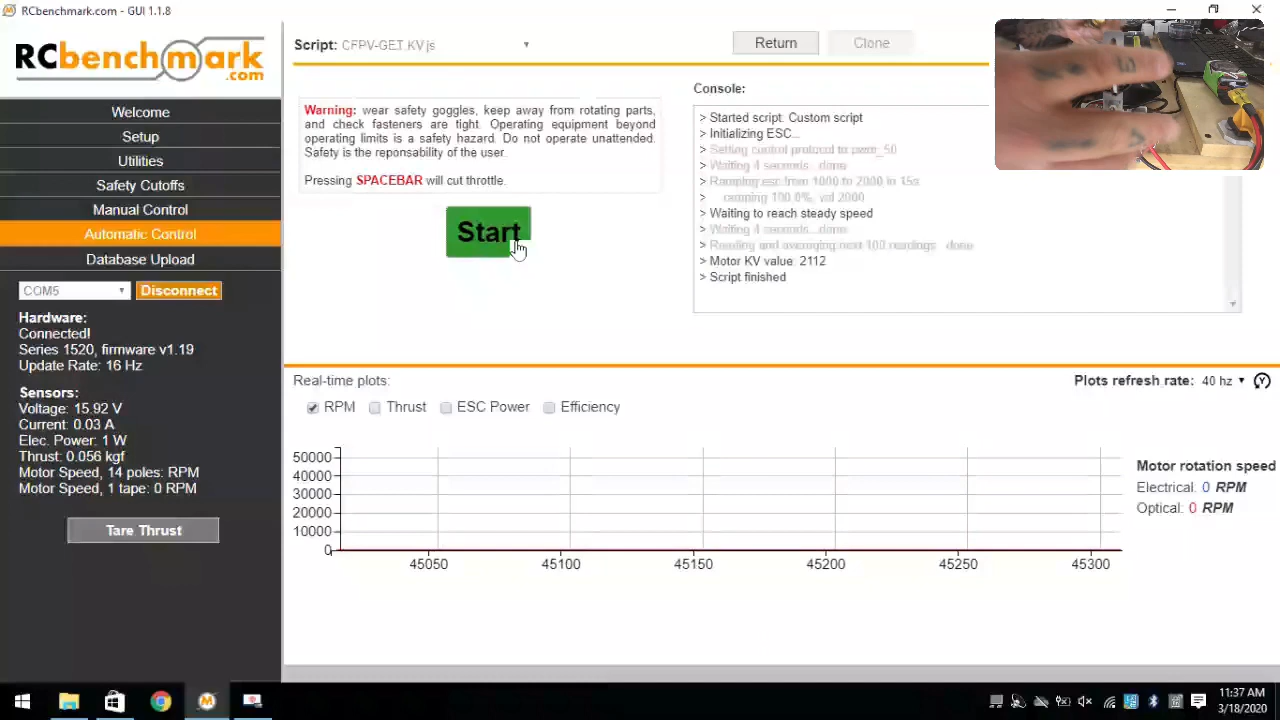 RCbenchmark.com - GUI 1.1.8
RCbenchmark
.com
Welcome
Setup
Utilities
Safety Cutoffs
Manual Control
Automatic Control
Database Upload
COM5
Disconnect
Hardware:
Connected!
Series 1520, firmware v1.19
Update Rate: 16 Hz
Sensors:
Voltage: 15.92 V
Current: 0.03 A
Elec. Power: 1 W
Thrust: 0.056 kgf
Motor Speed, 14 poles: RPM
Motor Speed, 1 tape: 0 RPM
Tare Thrust
Script: CFPV-GET KV.js
Return
Clone
Warning: wear safety goggles, keep away from rotating parts,
and check fasteners are tight. Operating equipment beyond
operating limits is a safety hazard. Do not operate unattended.
Safety is the reponsability of the user.
Pressing SPACEBAR will cut throttle.
Start
Console:
> Started script: Custom script
> Initializing ESC...
> Setting control protocol to pwm_50
> Waiting 4 seconds...done
> Ramping esc from 1000 to 2000 in 15s
> ramping 100.0%, val 2000
> Waiting to reach steady speed
> Waiting 4 seconds...done
> Reading and averaging next 100 readings...done
> Motor KV value: 2112
> Script finished
Real-time plots:
Plots refresh rate: 40 hz
RPM
Thrust
ESC Power
Efficiency
50000
40000
30000
20000
10000
0
45050
45100
45150
45200
45250
45300
Motor rotation speed
Electrical: 0 RPM
Optical: 0 RPM
11:37 AM
3/18/2020